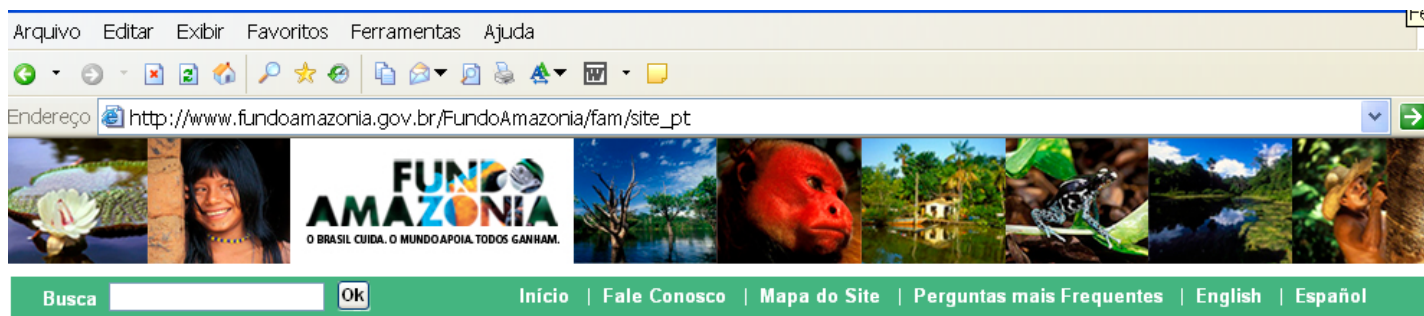 Arquivo Editar Exibir Favoritos Ferramentas Ajuda
Endereço http://www.fundoamazonia.gov.br/FundoAmazonia/fam/site_pt
FUNDO
AMAZONIA
O BRASIL CUIDA. O MUNDO APOIA. TODOS GANHAM.
Busca Ok Início | Fale Conosco | Mapa do Site | Perguntas mais Frequentes | English | Español